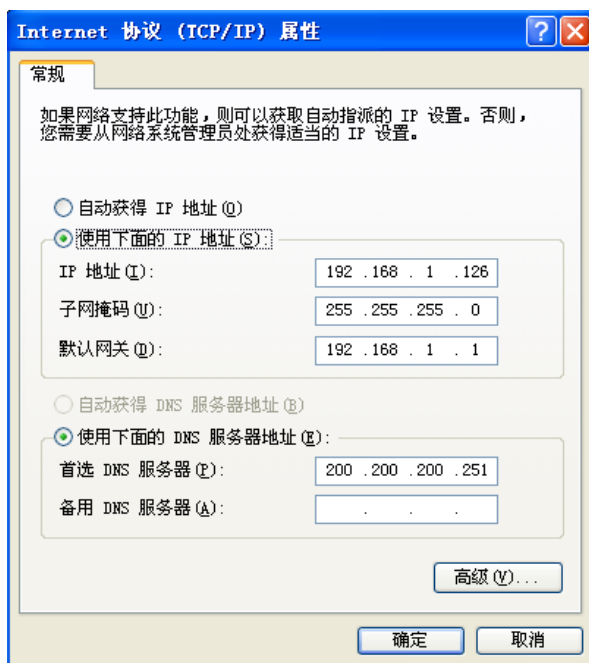 Internet 协议 (TCP/IP) 属性
常规
如果网络支持此功能，则可以获取自动指派的 IP 设置。否则，
您需要从网络系统管理员处获得适当的 IP 设置。
自动获得 IP 地址(O)
使用下面的 IP 地址(S):
IP 地址(I): 192 .168 . 1 .126
子网掩码(U): 255 .255 .255 . 0
默认网关(D): 192 .168 . 1 . 1
自动获得 DNS 服务器地址(B)
使用下面的 DNS 服务器地址(E):
首选 DNS 服务器(P): 200 .200 .200 .251
备用 DNS 服务器(A): . . .
高级(V)...
确定 取消